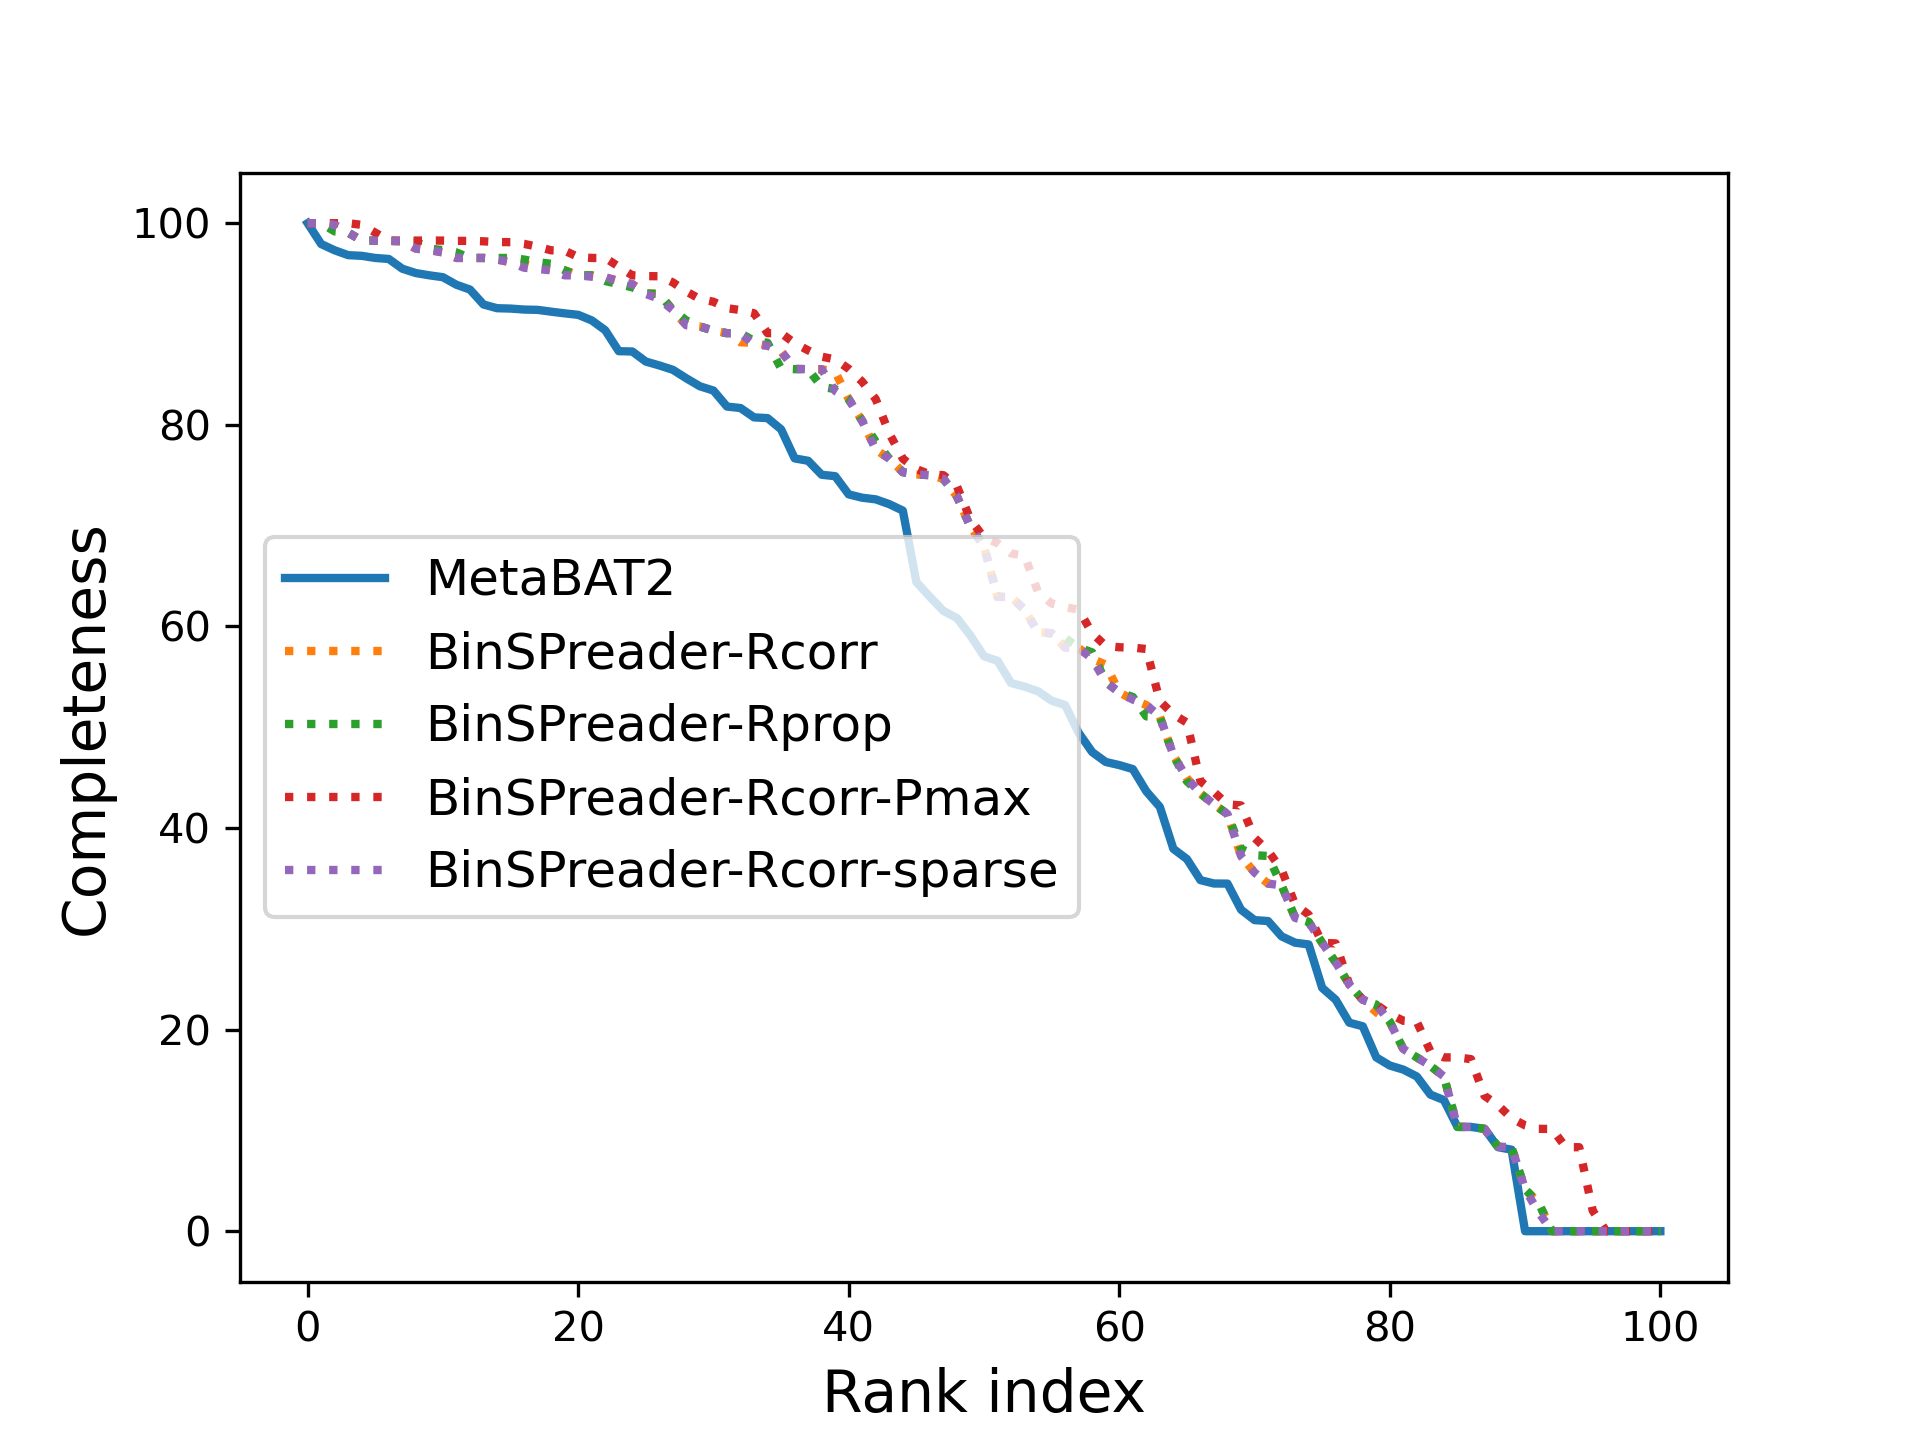 100
80
60
40
20
0
Completeness
MetaBAT2
BinSPreader-Rcorr
BinSPreader-Rprop
BinSPreader-Rcorr-Pmax
BinSPreader-Rcorr-sparse
0 20 40 60 80 100
Rank index